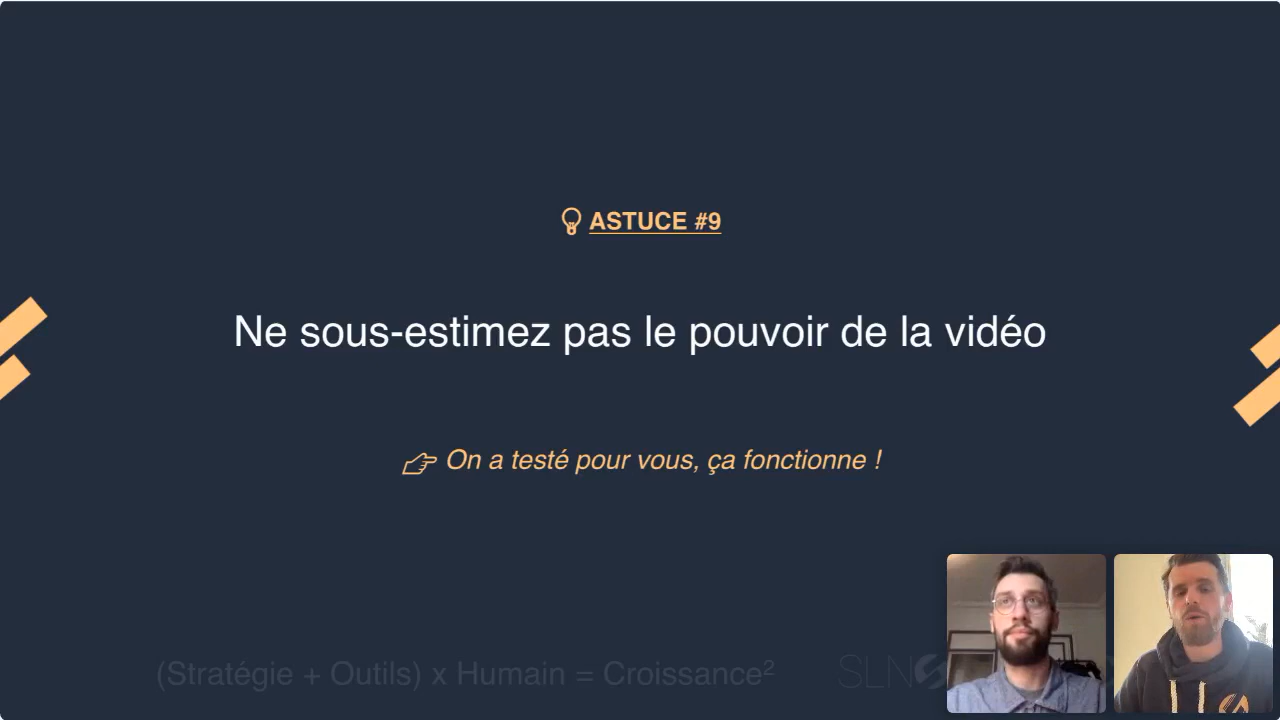 ASTUCE #9
Ne sous-estimez pas le pouvoir de la vidéo
On a testé pour vous, ça fonctionne !
(Stratégie + Outils) x Humain = Croissance²
SLN